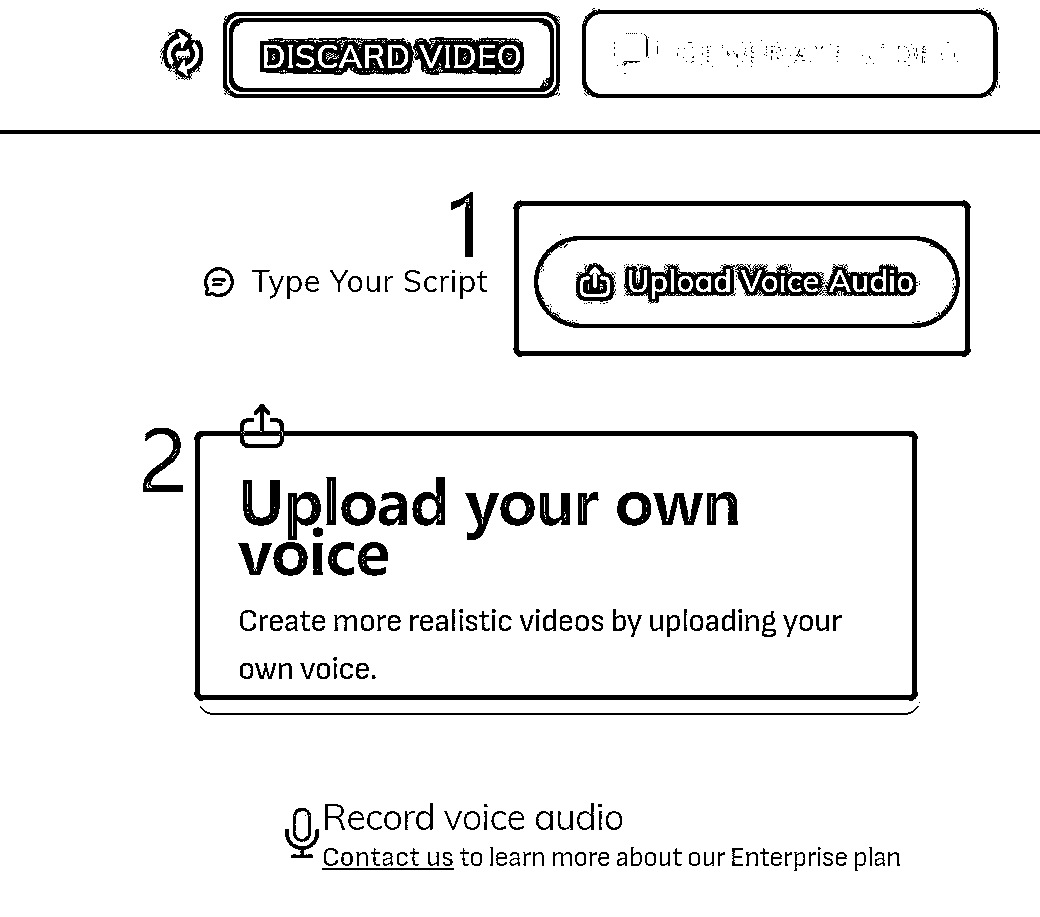 DISCARD VIDEO
1
Type Your Script
Upload Voice Audio
2
Upload your own
voice
Create more realistic videos by uploading your
own voice.
Record voice audio
Contact us to learn more about our Enterprise plan